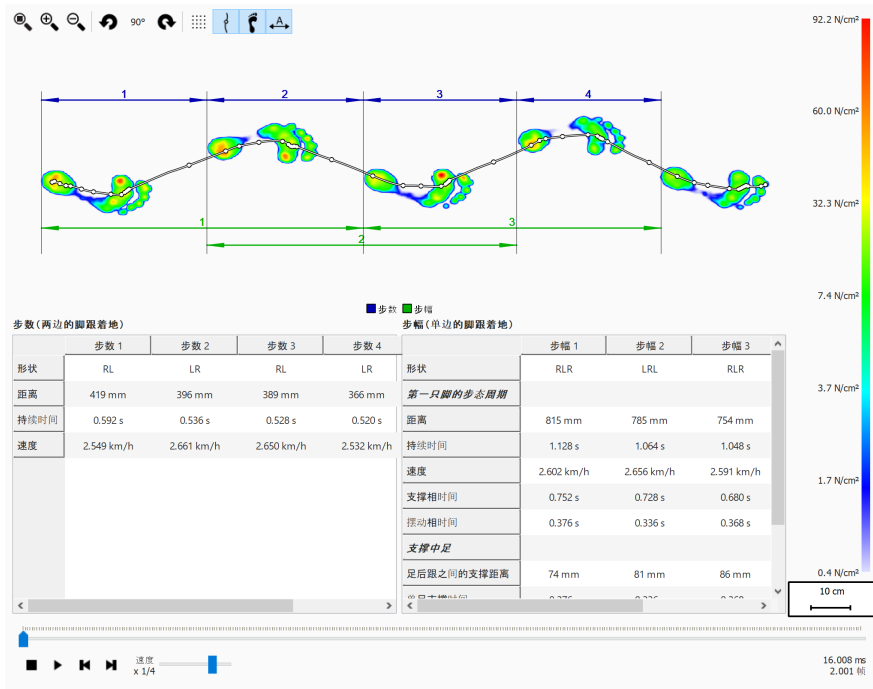 90°
A
92.2 N/cm²
60.0 N/cm²
32.3 N/cm²
7.4 N/cm²
3.7 N/cm²
1.7 N/cm²
0.4 N/cm²
1 2 3 4
1 3
2
步数 步幅
步数(两边的脚跟着地)
步数 1 步数 2 步数 3 步数 4
形状 RL LR RL LR
距离 419 mm 396 mm 389 mm 366 mm
持续时间 0.592 s 0.536 s 0.528 s 0.520 s
速度 2.549 km/h 2.661 km/h 2.650 km/h 2.532 km/h
步幅(单边的脚跟着地)
步幅 1 步幅 2 步幅 3
形状 RLR LRL RLR
第一只脚的步态周期
距离 815 mm 785 mm 754 mm
持续时间 1.128 s 1.064 s 1.048 s
速度 2.602 km/h 2.656 km/h 2.591 km/h
支撑相时间 0.752 s 0.728 s 0.680 s
摆动相时间 0.376 s 0.336 s 0.368 s
支撑中足
足后跟之间的支撑距离 74 mm 81 mm 86 mm
10 cm
速度
x 1/4
16.008 ms
2.001 帧